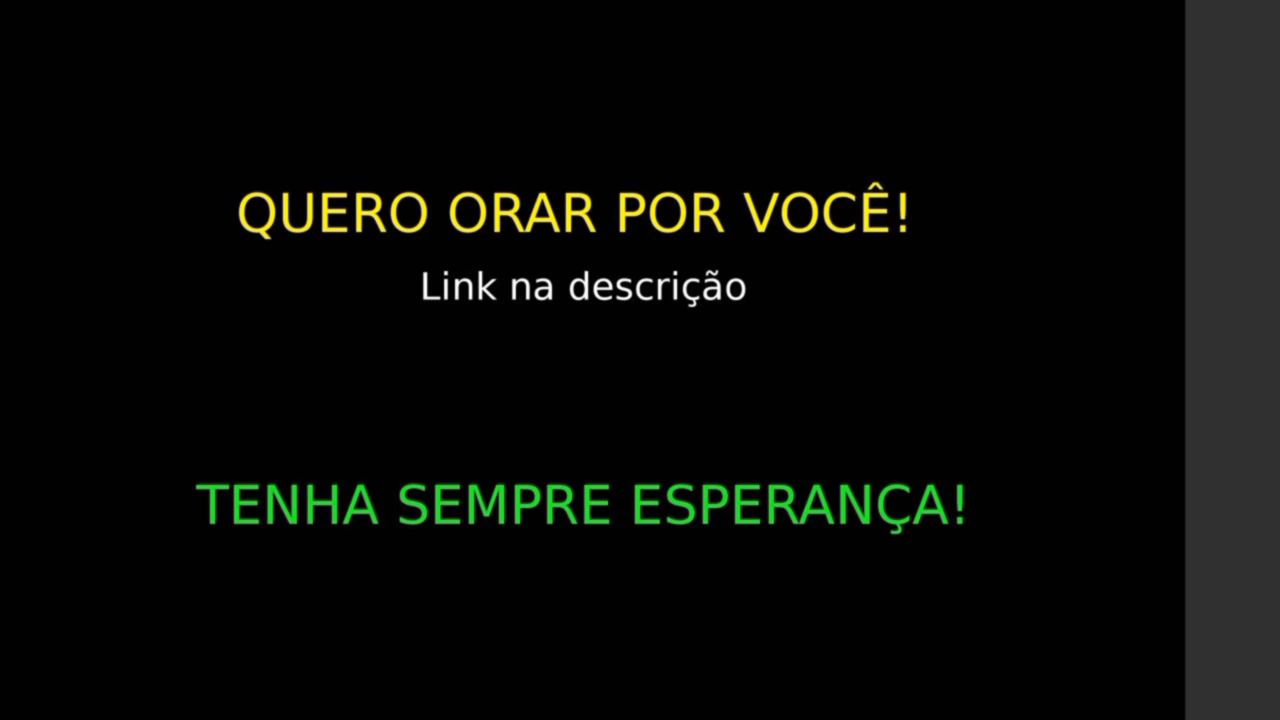 QUERO ORAR POR VOCÊ!
Link na descrição
TENHA SEMPRE ESPERANÇA!